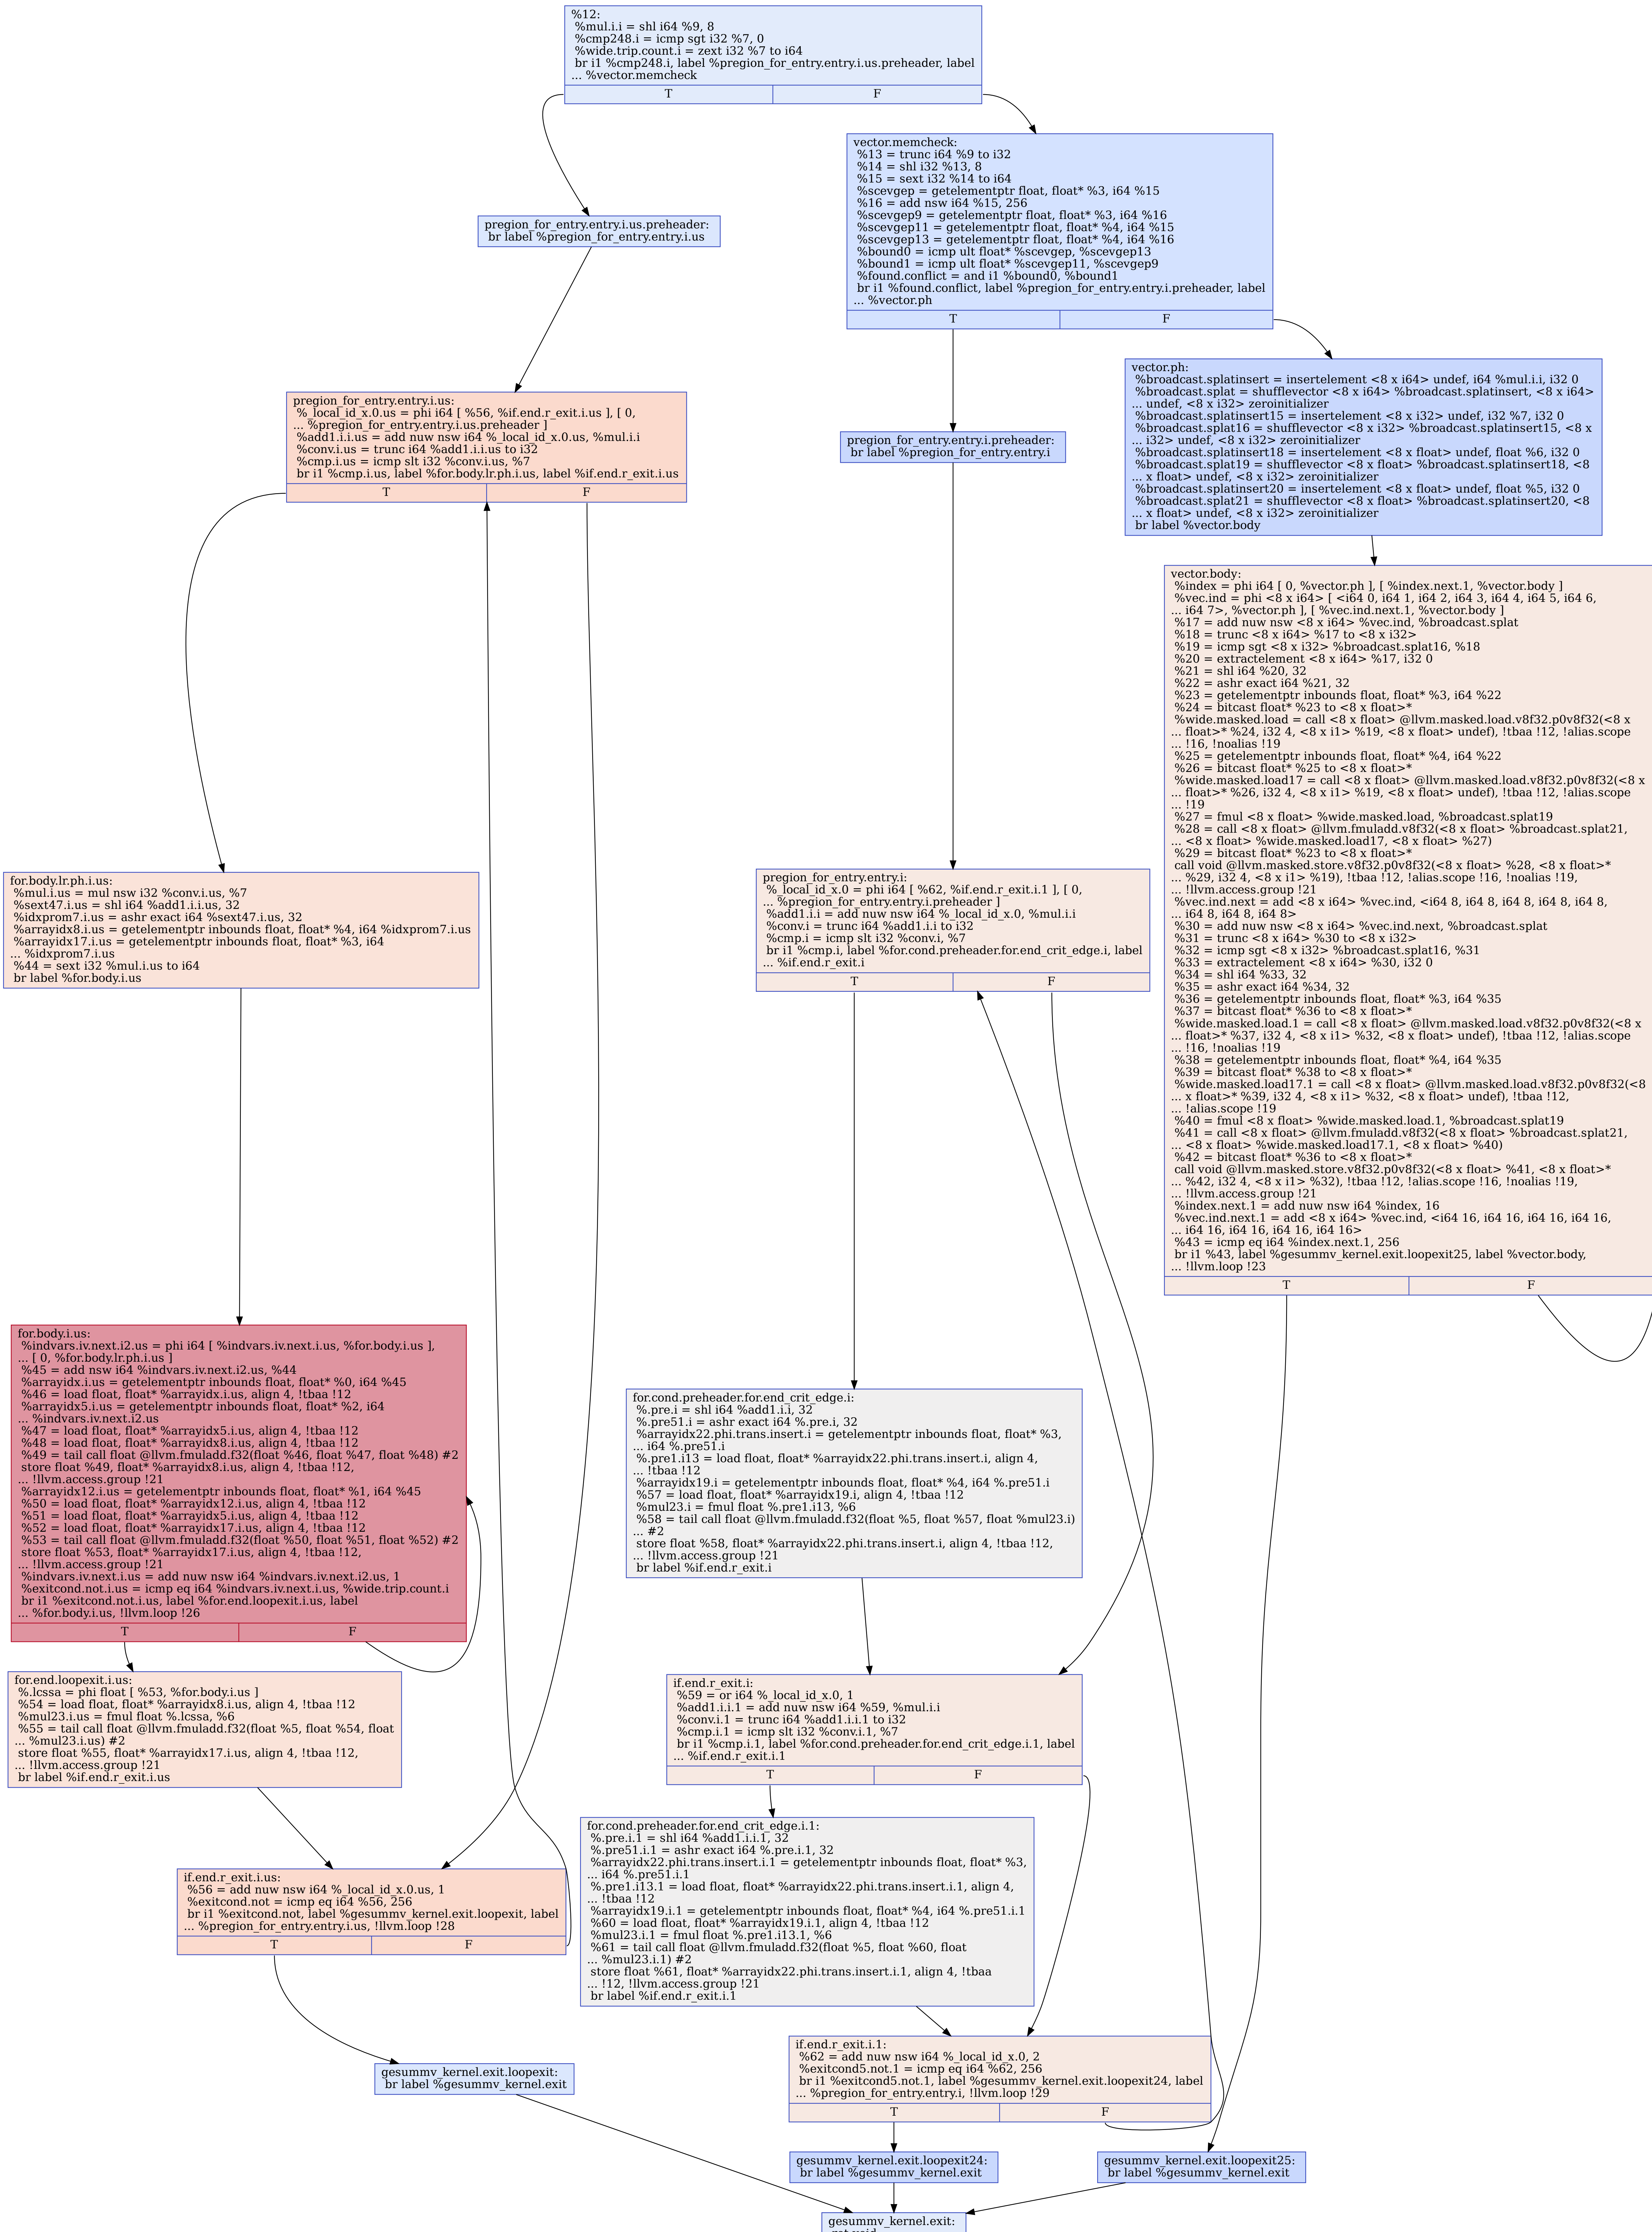 %12:
%mul.i.i = shl i64 %9, 8
%cmp248.i = icmp sgt i32 %7, 0
%wide.trip.count.i = zext i32 %7 to i64
br i1 %cmp248.i, label %pregion_for_entry.entry.i.us.preheader, label
... %vector.memcheck
T
F
vector.memcheck:
%13 = trunc i64 %9 to i32
%14 = shl i32 %13, 8
%15 = sext i32 %14 to i64
%scevgep = getelementptr float, float* %3, i64 %15
%16 = add nsw i64 %15, 256
%scevgep9 = getelementptr float, float* %3, i64 %16
%scevgep11 = getelementptr float, float* %4, i64 %15
%scevgep13 = getelementptr float, float* %4, i64 %16
%bound0 = icmp ult float* %scevgep, %scevgep13
%bound1 = icmp ult float* %scevgep11, %scevgep9
%found.conflict = and i1 %bound0, %bound1
br i1 %found.conflict, label %pregion_for_entry.entry.i.preheader, label
... %vector.ph
T
F
pregion_for_entry.entry.i.us.preheader:
br label %pregion_for_entry.entry.i.us
vector.ph:
%broadcast.splatinsert = insertelement <8 x i64> undef, i64 %mul.i.i, i32 0
%broadcast.splat = shufflevector <8 x i64> %broadcast.splatinsert, <8 x i64>
... undef, <8 x i32> zeroinitializer
%broadcast.splatinsert15 = insertelement <8 x i32> undef, i32 %7, i32 0
%broadcast.splat16 = shufflevector <8 x i32> %broadcast.splatinsert15, <8 x
... i32> undef, <8 x i32> zeroinitializer
%broadcast.splatinsert18 = insertelement <8 x float> undef, float %6, i32 0
%broadcast.splat19 = shufflevector <8 x float> %broadcast.splatinsert18, <8
... x float> undef, <8 x i32> zeroinitializer
%broadcast.splatinsert20 = insertelement <8 x float> undef, float %5, i32 0
%broadcast.splat21 = shufflevector <8 x float> %broadcast.splatinsert20, <8
... x float> undef, <8 x i32> zeroinitializer
br label %vector.body
pregion_for_entry.entry.i.us:
%_local_id_x.0.us = phi i64 [ %56, %if.end.r_exit.i.us ], [ 0,
... %pregion_for_entry.entry.i.us.preheader ]
%add1.i.i.us = add nuw nsw i64 %_local_id_x.0.us, %mul.i.i
%conv.i.us = trunc i64 %add1.i.i.us to i32
%cmp.i.us = icmp slt i32 %conv.i.us, %7
br i1 %cmp.i.us, label %for.body.lr.ph.i.us, label %if.end.r_exit.i.us
T
F
pregion_for_entry.entry.i.preheader:
br label %pregion_for_entry.entry.i
vector.body:
%index = phi i64 [ 0, %vector.ph ], [ %index.next.1, %vector.body ]
%vec.ind = phi <8 x i64> [ <i64 0, i64 1, i64 2, i64 3, i64 4, i64 5, i64 6,
... i64 7>, %vector.ph ], [ %vec.ind.next.1, %vector.body ]
%17 = add nuw nsw <8 x i64> %vec.ind, %broadcast.splat
%18 = trunc <8 x i64> %17 to <8 x i32>
%19 = icmp sgt <8 x i32> %broadcast.splat16, %18
%20 = extractelement <8 x i64> %17, i32 0
%21 = shl i64 %20, 32
%22 = ashr exact i64 %21, 32
%23 = getelementptr inbounds float, float* %3, i64 %22
%24 = bitcast float* %23 to <8 x float>*
%wide.masked.load = call <8 x float> @llvm.masked.load.v8f32.p0v8f32(<8 x
... float>* %24, i32 4, <8 x i1> %19, <8 x float> undef), !tbaa !12, !alias.scope
... !16, !noalias !19
%25 = getelementptr inbounds float, float* %4, i64 %22
%26 = bitcast float* %25 to <8 x float>*
%wide.masked.load17 = call <8 x float> @llvm.masked.load.v8f32.p0v8f32(<8 x
... float>* %26, i32 4, <8 x i1> %19, <8 x float> undef), !tbaa !12, !alias.scope
... !19
%27 = fmul <8 x float> %wide.masked.load, %broadcast.splat19
%28 = call <8 x float> @llvm.fmuladd.v8f32(<8 x float> %broadcast.splat21,
... <8 x float> %wide.masked.load17, <8 x float> %27)
%29 = bitcast float* %23 to <8 x float>*
call void @llvm.masked.store.v8f32.p0v8f32(<8 x float> %28, <8 x float>*
... %29, i32 4, <8 x i1> %19), !tbaa !12, !alias.scope !16, !noalias !19,
... !llvm.access.group !21
%vec.ind.next = add <8 x i64> %vec.ind, <i64 8, i64 8, i64 8, i64 8, i64 8,
... i64 8, i64 8, i64 8>
%30 = add nuw nsw <8 x i64> %vec.ind.next, %broadcast.splat
%31 = trunc <8 x i64> %30 to <8 x i32>
%32 = icmp sgt <8 x i32> %broadcast.splat16, %31
%33 = extractelement <8 x i64> %30, i32 0
%34 = shl i64 %33, 32
%35 = ashr exact i64 %34, 32
%36 = getelementptr inbounds float, float* %3, i64 %35
%37 = bitcast float* %36 to <8 x float>*
%wide.masked.load.1 = call <8 x float> @llvm.masked.load.v8f32.p0v8f32(<8 x
... float>* %37, i32 4, <8 x i1> %32, <8 x float> undef), !tbaa !12, !alias.scope
... !16, !noalias !19
%38 = getelementptr inbounds float, float* %4, i64 %35
%39 = bitcast float* %38 to <8 x float>*
%wide.masked.load17.1 = call <8 x float> @llvm.masked.load.v8f32.p0v8f32(<8
... x float>* %39, i32 4, <8 x i1> %32, <8 x float> undef), !tbaa !12,
... !alias.scope !19
%40 = fmul <8 x float> %wide.masked.load.1, %broadcast.splat19
%41 = call <8 x float> @llvm.fmuladd.v8f32(<8 x float> %broadcast.splat21,
... <8 x float> %wide.masked.load17.1, <8 x float> %40)
%42 = bitcast float* %36 to <8 x float>*
call void @llvm.masked.store.v8f32.p0v8f32(<8 x float> %41, <8 x float>*
... %42, i32 4, <8 x i1> %32), !tbaa !12, !alias.scope !16, !noalias !19,
... !llvm.access.group !21
%index.next.1 = add nuw nsw i64 %index, 16
%vec.ind.next.1 = add <8 x i64> %vec.ind, <i64 16, i64 16, i64 16, i64 16,
... i64 16, i64 16, i64 16, i64 16>
%43 = icmp eq i64 %index.next.1, 256
br i1 %43, label %gesummv_kernel.exit.loopexit25, label %vector.body,
... !llvm.loop !23
T
F
for.body.lr.ph.i.us:
%mul.i.us = mul nsw i32 %conv.i.us, %7
%sext47.i.us = shl i64 %add1.i.i.us, 32
%idxprom7.i.us = ashr exact i64 %sext47.i.us, 32
%arrayidx8.i.us = getelementptr inbounds float, float* %4, i64 %idxprom7.i.us
%arrayidx17.i.us = getelementptr inbounds float, float* %3, i64
... %idxprom7.i.us
%44 = sext i32 %mul.i.us to i64
br label %for.body.i.us
pregion_for_entry.entry.i:
%_local_id_x.0 = phi i64 [ %62, %if.end.r_exit.i.1 ], [ 0,
... %pregion_for_entry.entry.i.preheader ]
%add1.i.i = add nuw nsw i64 %_local_id_x.0, %mul.i.i
%conv.i = trunc i64 %add1.i.i to i32
%cmp.i = icmp slt i32 %conv.i, %7
br i1 %cmp.i, label %for.cond.preheader.for.end_crit_edge.i, label
... %if.end.r_exit.i
T
F
for.body.i.us:
%indvars.iv.next.i2.us = phi i64 [ %indvars.iv.next.i.us, %for.body.i.us ],
... [ 0, %for.body.lr.ph.i.us ]
%45 = add nsw i64 %indvars.iv.next.i2.us, %44
%arrayidx.i.us = getelementptr inbounds float, float* %0, i64 %45
%46 = load float, float* %arrayidx.i.us, align 4, !tbaa !12
%arrayidx5.i.us = getelementptr inbounds float, float* %2, i64
... %indvars.iv.next.i2.us
%47 = load float, float* %arrayidx5.i.us, align 4, !tbaa !12
%48 = load float, float* %arrayidx8.i.us, align 4, !tbaa !12
%49 = tail call float @llvm.fmuladd.f32(float %46, float %47, float %48) #2
store float %49, float* %arrayidx8.i.us, align 4, !tbaa !12,
... !llvm.access.group !21
%arrayidx12.i.us = getelementptr inbounds float, float* %1, i64 %45
%50 = load float, float* %arrayidx12.i.us, align 4, !tbaa !12
%51 = load float, float* %arrayidx5.i.us, align 4, !tbaa !12
%52 = load float, float* %arrayidx17.i.us, align 4, !tbaa !12
%53 = tail call float @llvm.fmuladd.f32(float %50, float %51, float %52) #2
store float %53, float* %arrayidx17.i.us, align 4, !tbaa !12,
... !llvm.access.group !21
%indvars.iv.next.i.us = add nuw nsw i64 %indvars.iv.next.i2.us, 1
%exitcond.not.i.us = icmp eq i64 %indvars.iv.next.i.us, %wide.trip.count.i
br i1 %exitcond.not.i.us, label %for.end.loopexit.i.us, label
... %for.body.i.us, !llvm.loop !26
T
F
for.cond.preheader.for.end_crit_edge.i:
%.pre.i = shl i64 %add1.i.i, 32
%.pre51.i = ashr exact i64 %.pre.i, 32
%arrayidx22.phi.trans.insert.i = getelementptr inbounds float, float* %3,
... i64 %.pre51.i
%.pre1.i13 = load float, float* %arrayidx22.phi.trans.insert.i, align 4,
... !tbaa !12
%arrayidx19.i = getelementptr inbounds float, float* %4, i64 %.pre51.i
%57 = load float, float* %arrayidx19.i, align 4, !tbaa !12
%mul23.i = fmul float %.pre1.i13, %6
%58 = tail call float @llvm.fmuladd.f32(float %5, float %57, float %mul23.i)
... #2
store float %58, float* %arrayidx22.phi.trans.insert.i, align 4, !tbaa !12,
... !llvm.access.group !21
br label %if.end.r_exit.i
for.end.loopexit.i.us:
%.lcssa = phi float [ %53, %for.body.i.us ]
%54 = load float, float* %arrayidx8.i.us, align 4, !tbaa !12
%mul23.i.us = fmul float %.lcssa, %6
%55 = tail call float @llvm.fmuladd.f32(float %5, float %54, float
... %mul23.i.us) #2
store float %55, float* %arrayidx17.i.us, align 4, !tbaa !12,
... !llvm.access.group !21
br label %if.end.r_exit.i.us
if.end.r_exit.i:
%59 = or i64 %_local_id_x.0, 1
%add1.i.i.1 = add nuw nsw i64 %59, %mul.i.i
%conv.i.1 = trunc i64 %add1.i.i.1 to i32
%cmp.i.1 = icmp slt i32 %conv.i.1, %7
br i1 %cmp.i.1, label %for.cond.preheader.for.end_crit_edge.i.1, label
... %if.end.r_exit.i.1
T
F
for.cond.preheader.for.end_crit_edge.i.1:
%.pre.i.1 = shl i64 %add1.i.i.1, 32
%.pre51.i.1 = ashr exact i64 %.pre.i.1, 32
%arrayidx22.phi.trans.insert.i.1 = getelementptr inbounds float, float* %3,
... i64 %.pre51.i.1
%.pre1.i13.1 = load float, float* %arrayidx22.phi.trans.insert.i.1, align 4,
... !tbaa !12
%arrayidx19.i.1 = getelementptr inbounds float, float* %4, i64 %.pre51.i.1
%60 = load float, float* %arrayidx19.i.1, align 4, !tbaa !12
%mul23.i.1 = fmul float %.pre1.i13.1, %6
%61 = tail call float @llvm.fmuladd.f32(float %5, float %60, float
... %mul23.i.1) #2
store float %61, float* %arrayidx22.phi.trans.insert.i.1, align 4, !tbaa
... !12, !llvm.access.group !21
br label %if.end.r_exit.i.1
if.end.r_exit.i.us:
%56 = add nuw nsw i64 %_local_id_x.0.us, 1
%exitcond.not = icmp eq i64 %56, 256
br i1 %exitcond.not, label %gesummv_kernel.exit.loopexit, label
... %pregion_for_entry.entry.i.us, !llvm.loop !28
T
F
if.end.r_exit.i.1:
%62 = add nuw nsw i64 %_local_id_x.0, 2
%exitcond5.not.1 = icmp eq i64 %62, 256
br i1 %exitcond5.not.1, label %gesummv_kernel.exit.loopexit24, label
... %pregion_for_entry.entry.i, !llvm.loop !29
T
F
gesummv_kernel.exit.loopexit:
br label %gesummv_kernel.exit
gesummv_kernel.exit.loopexit24:
br label %gesummv_kernel.exit
gesummv_kernel.exit.loopexit25:
br label %gesummv_kernel.exit
gesummv_kernel.exit: